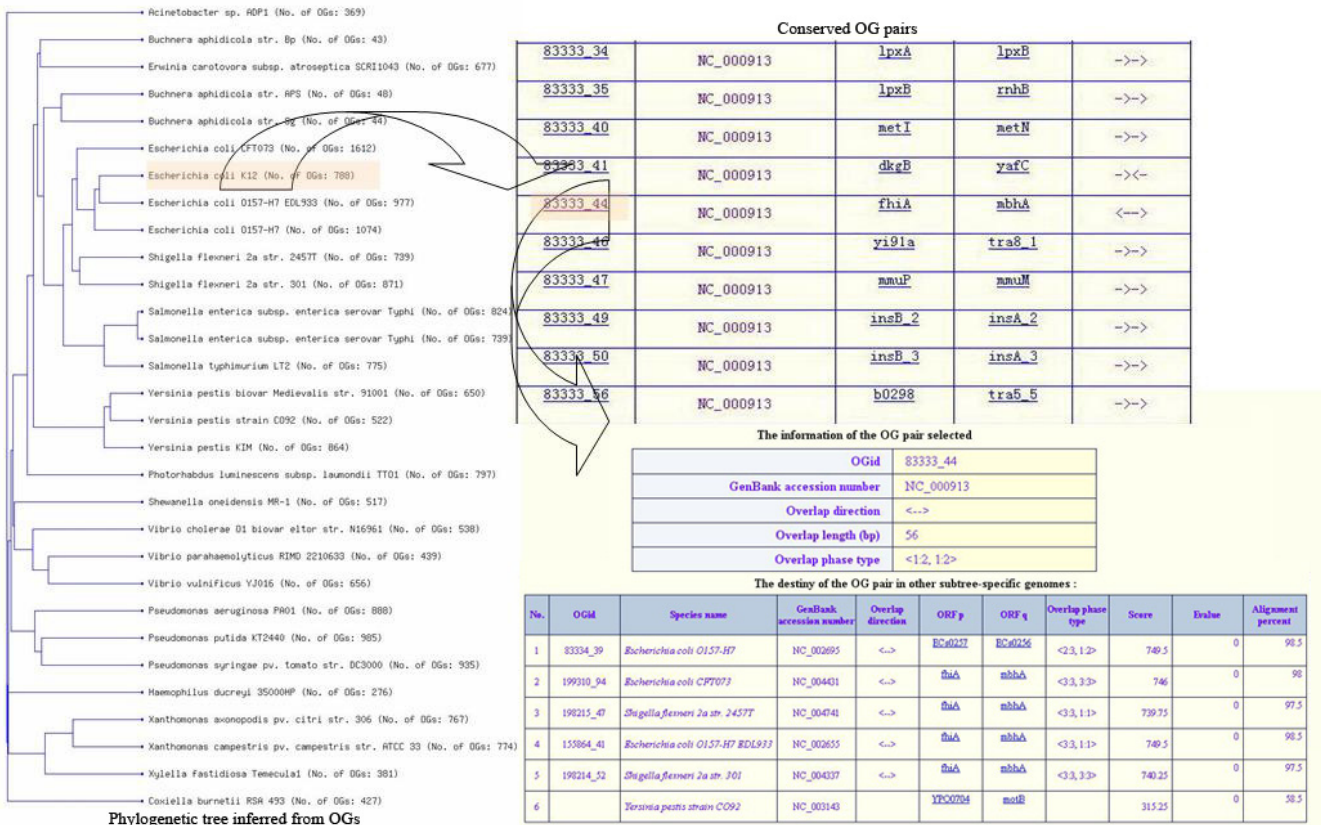 Acinetobacter sp. ADP1 (No. of OGs: 369)
Buchnera aphidicola str. Bp (No. of OGs: 43)
Erwinia carotovora subsp. atroseptica SCRI1043 (No. of OGs: 677)
Buchnera aphidicola str. APS (No. of OGs: 48)
Buchnera aphidicola str. Sg (No. of OGs: 44)
Escherichia coli CFT073 (No. of OGs: 1612)
Escherichia coli K12 (No. of OGs: 788)
Escherichia coli O157-H7 EDL933 (No. of OGs: 977)
Escherichia coli O157-H7 (No. of OGs: 1074)
Shigella flexneri 2a str. 2457T (No. of OGs: 739)
Shigella flexneri 2a str. 301 (No. of OGs: 871)
Salmonella enterica subsp. enterica serovar Typhi (No. of OGs: 824)
Salmonella enterica subsp. enterica serovar Typhi (No. of OGs: 739)
Salmonella typhimurium LT2 (No. of OGs: 775)
Yersinia pestis biovar Medievalis str. 91001 (No. of OGs: 650)
Yersinia pestis strain CO92 (No. of OGs: 522)
Yersinia pestis KIM (No. of OGs: 864)
Photorhabdus luminescens subsp. laumondii TTO1 (No. of OGs: 797)
Shewanella oneidensis MR-1 (No. of OGs: 517)
Vibrio cholerae O1 biovar eltor str. N16961 (No. of OGs: 538)
Vibrio parahaemolyticus RIMD 2210633 (No. of OGs: 439)
Vibrio vulnificus YJ016 (No. of OGs: 656)
Pseudomonas aeruginosa PAO1 (No. of OGs: 888)
Pseudomonas putida KT2440 (No. of OGs: 985)
Pseudomonas syringae pv. tomato str. DC3000 (No. of OGs: 935)
Haemophilus ducreyi 35000HP (No. of OGs: 276)
Xanthomonas axonopodis pv. citri str. 306 (No. of OGs: 767)
Xanthomonas campestris pv. campestris str. ATCC 33 (No. of OGs: 774)
Xylella fastidiosa Temecula1 (No. of OGs: 381)
Coxiella burnetii RSA 493 (No. of OGs: 427)
Phylogenetic tree inferred from OGs
Conserved OG pairs
83333_34 NC_000913 lpxA lpxB ->->
83333_35 NC_000913 lpxB rnhB ->->
83333_40 NC_000913 metI metN ->->
83333_41 NC_000913 dkgB yafC -><-
83333_44 NC_000913 fhiA mbhA <-->
83333_46 NC_000913 yi91a tra8_1 ->->
83333_47 NC_000913 mmuP mmuM ->->
83333_49 NC_000913 insB_2 insA_2 ->->
83333_50 NC_000913 insB_3 insA_3 ->->
83333_56 NC_000913 b0298 tra5_5 ->->
The information of the OG pair selected
OGid 83333_44
GenBank accession number NC_000913
Overlap direction <-->
Overlap length (bp) 56
Overlap phase type <1:2, 1:2>
The destiny of the OG pair in other subtree-specific genomes :
No. OGid Species name GenBank accession number Overlap direction ORF p ORF q Overlap phase type Score Evalue Alignment percent
1 83334_39 Escherichia coli O157-H7 NC_002695 <--> ECs0257 ECs0256 <2:3, 1:2> 749.5 0 98.5
2 199310_94 Escherichia coli CFT073 NC_004431 <--> fhiA mbhA <3:3, 3:3> 746 0 98
3 198215_47 Shigella flexneri 2a str. 2457T NC_004741 <--> fhiA mbhA <3:3, 1:1> 739.75 0 97.5
4 155864_41 Escherichia coli O157-H7 EDL933 NC_002655 <--> fhiA mbhA <3:3, 1:1> 749.5 0 98.5
5 198214_52 Shigella flexneri 2a str. 301 NC_004337 <--> fhiA mbhA <3:3, 3:3> 740.25 0 97.5
6 Yersinia pestis strain CO92 NC_003143 YPO0704 motB 315.25 0 58.5